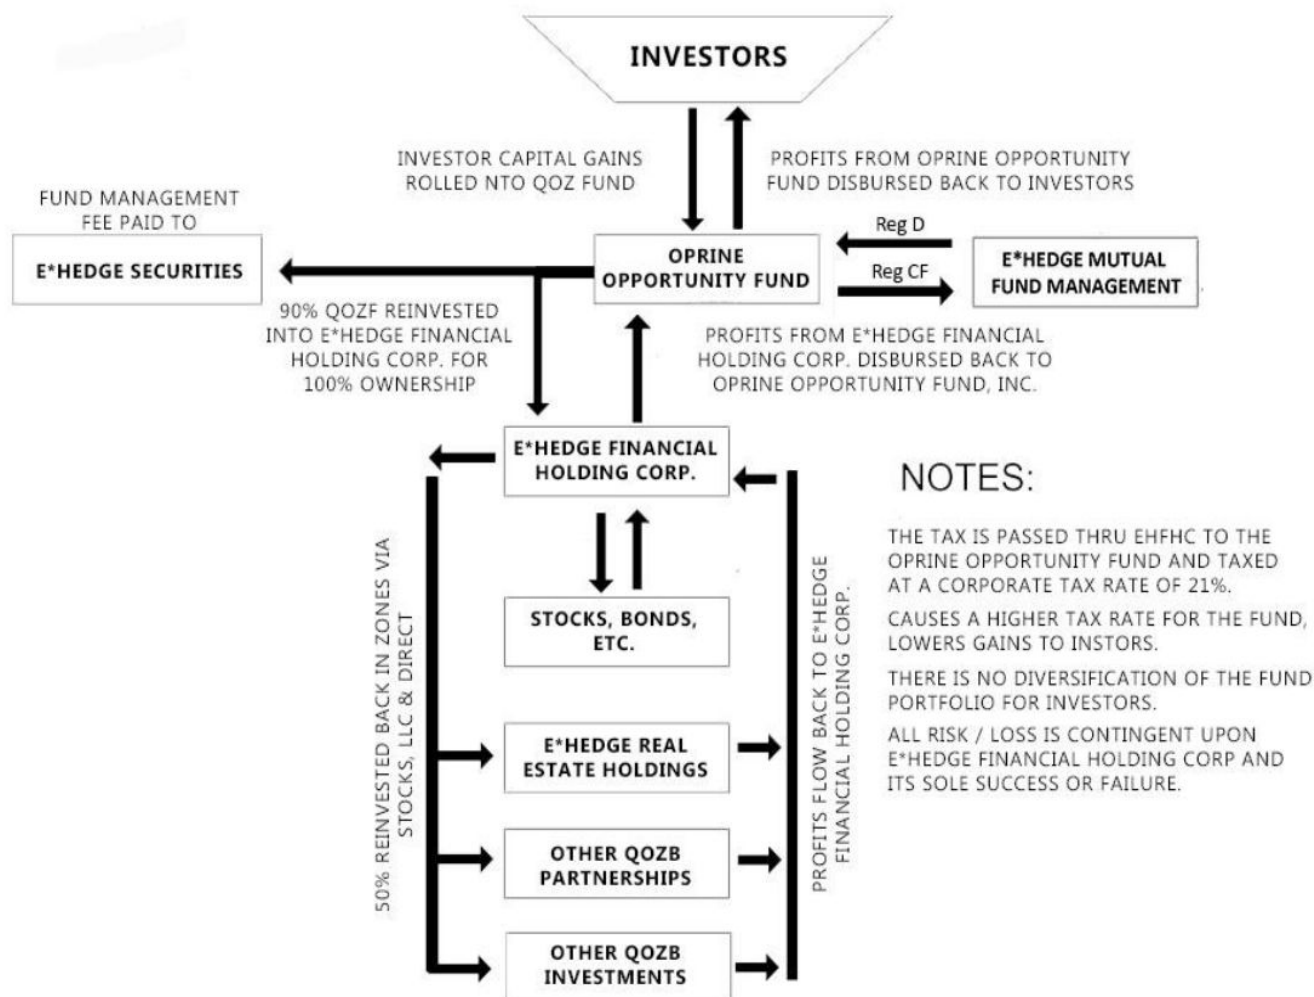 INVESTORS
INVESTOR CAPITAL GAINS
ROLLED NTO QOZ FUND
PROFITS FROM OPRINE OPPORTUNITY
FUND DISBURSED BACK TO INVESTORS
FUND MANAGEMENT
FEE PAID TO
E*HEDGE SECURITIES
OPRINE
OPPORTUNITY FUND
Reg D
Reg CF
E*HEDGE MUTUAL
FUND MANAGEMENT
90% QOZF REINVESTED
INTO E*HEDGE FINANCIAL
HOLDING CORP. FOR
100% OWNERSHIP
PROFITS FROM E*HEDGE FINANCIAL
HOLDING CORP. DISBURSED BACK TO
OPRINE OPPORTUNITY FUND, INC.
E*HEDGE FINANCIAL
HOLDING CORP.
STOCKS, BONDS,
ETC.
E*HEDGE REAL
ESTATE HOLDINGS
OTHER QOZB
PARTNERSHIPS
OTHER QOZB
INVESTMENTS
50% REINVESTED BACK IN ZONES VIA
STOCKS, LLC & DIRECT
PROFITS FLOW BACK TO E*HEDGE
FINANCIAL HOLDING CORP.
NOTES:
THE TAX IS PASSED THRU EHFHC TO THE
OPRINE OPPORTUNITY FUND AND TAXED
AT A CORPORATE TAX RATE OF 21%.
CAUSES A HIGHER TAX RATE FOR THE FUND,
LOWERS GAINS TO INSTORS.
THERE IS NO DIVERSIFICATION OF THE FUND
PORTFOLIO FOR INVESTORS.
ALL RISK / LOSS IS CONTINGENT UPON
E*HEDGE FINANCIAL HOLDING CORP AND
ITS SOLE SUCCESS OR FAILURE.